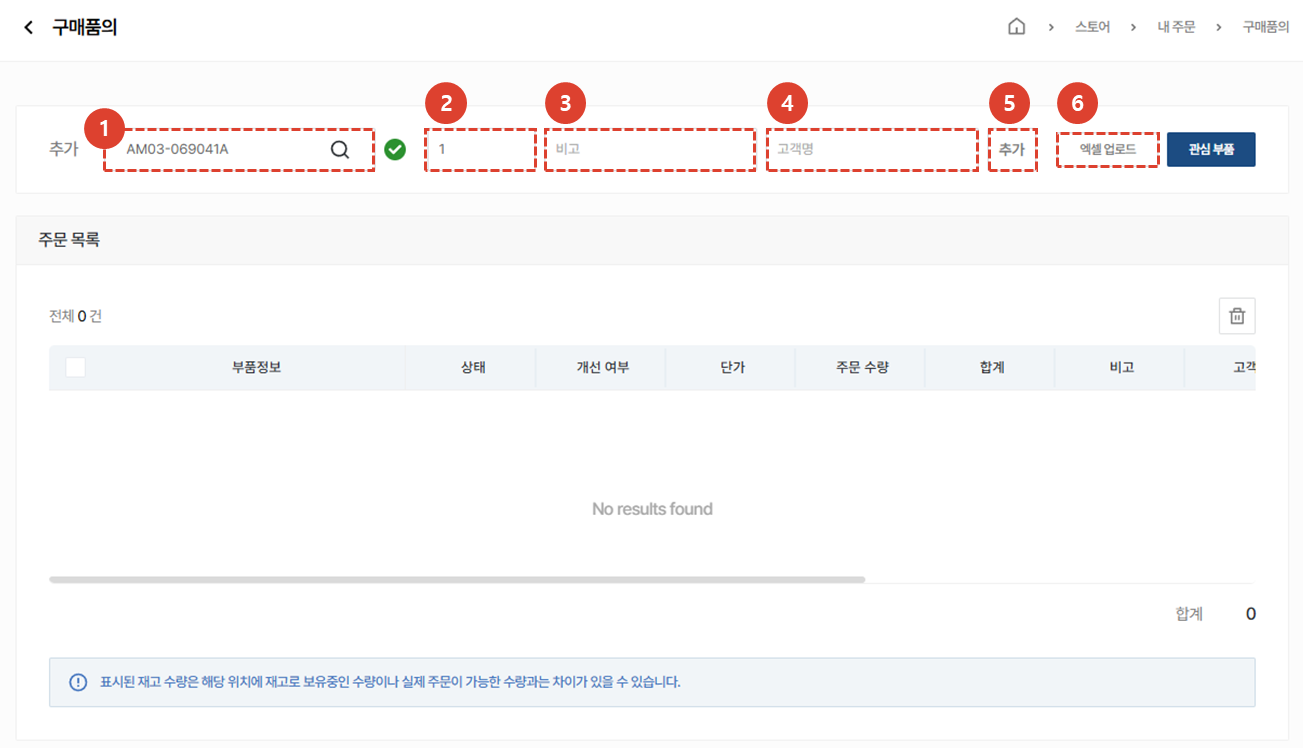 구매품의
스토어 내 주문 구매품의
1 2 3 4 5 6
추가 AM03-069041A 1 비고 고객명 추가 엑셀 업로드 관심 부품
주문 목록
전체 0 건
부품정보 상태 개선 여부 단가 주문 수량 합계 비고 고객
No results found
합계 0
표시된 재고 수량은 해당 위치에 재고로 보유중인 수량이나 실제 주문이 가능한 수량과는 차이가 있을 수 있습니다.